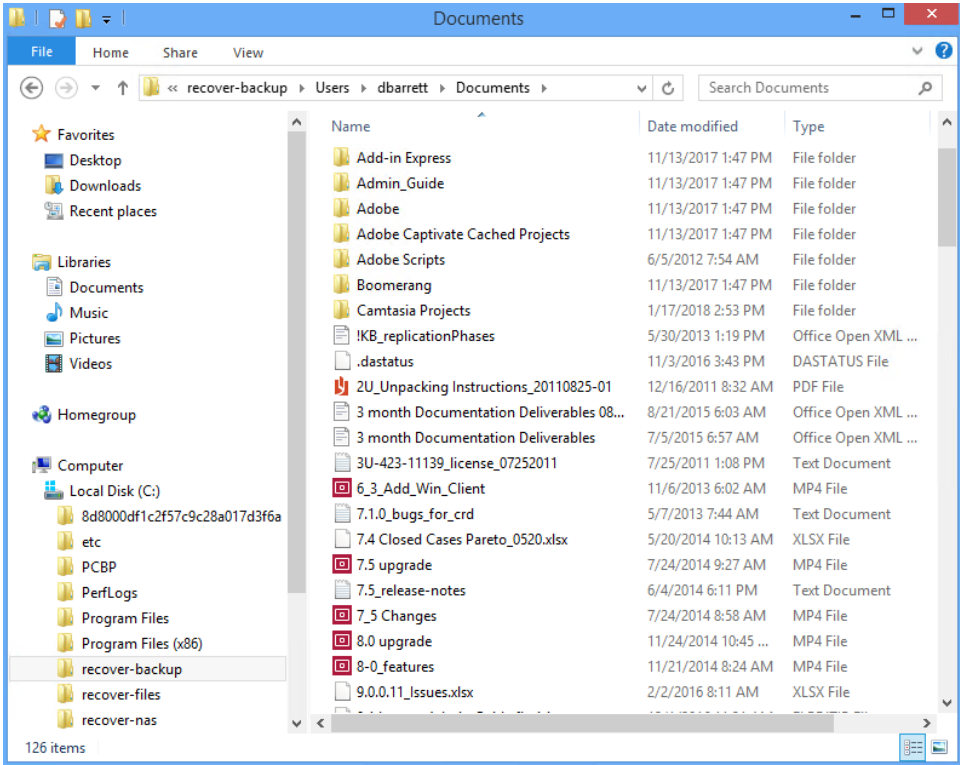 Documents
File Home Share View
« recover-backup Users dbarrett Documents
Search Documents
Favorites
Desktop
Downloads
Recent places
Libraries
Documents
Music
Pictures
Videos
Homegroup
Computer
Local Disk (C:)
8d8000df1c2f57c9c28a017d3f6a
etc
PCBP
PerfLogs
Program Files
Program Files (x86)
recover-backup
recover-files
recover-nas
Name Date modified Type
Add-in Express 11/13/2017 1:47 PM File folder
Admin_Guide 11/13/2017 1:47 PM File folder
Adobe 11/13/2017 1:47 PM File folder
Adobe Captivate Cached Projects 11/13/2017 1:47 PM File folder
Adobe Scripts 6/5/2012 7:54 AM File folder
Boomerang 11/13/2017 1:47 PM File folder
Camtasia Projects 1/17/2018 2:53 PM File folder
!KB_replicationPhases 5/30/2013 1:19 PM Office Open XML ...
.dastatus 11/3/2016 3:43 PM DASTATUS File
2U_Unpacking Instructions_20110825-01 12/16/2011 8:32 AM PDF File
3 month Documentation Deliverables 08... 8/21/2015 6:03 AM Office Open XML ...
3 month Documentation Deliverables 7/5/2015 6:57 AM Office Open XML ...
3U-423-11139_license_07252011 7/25/2011 1:08 PM Text Document
6_3_Add_Win_Client 11/6/2013 6:02 AM MP4 File
7.1.0_bugs_for_crd 5/7/2013 7:44 AM Text Document
7.4 Closed Cases Pareto_0520.xlsx 5/20/2014 10:13 AM XLSX File
7.5 upgrade 7/24/2014 9:27 AM MP4 File
7.5_release-notes 6/4/2014 6:11 PM Text Document
7_5 Changes 7/24/2014 8:58 AM MP4 File
8.0 upgrade 11/24/2014 10:45 ... MP4 File
8-0_features 11/21/2014 8:24 AM MP4 File
9.0.0.11_Issues.xlsx 2/2/2016 8:11 AM XLSX File
126 items